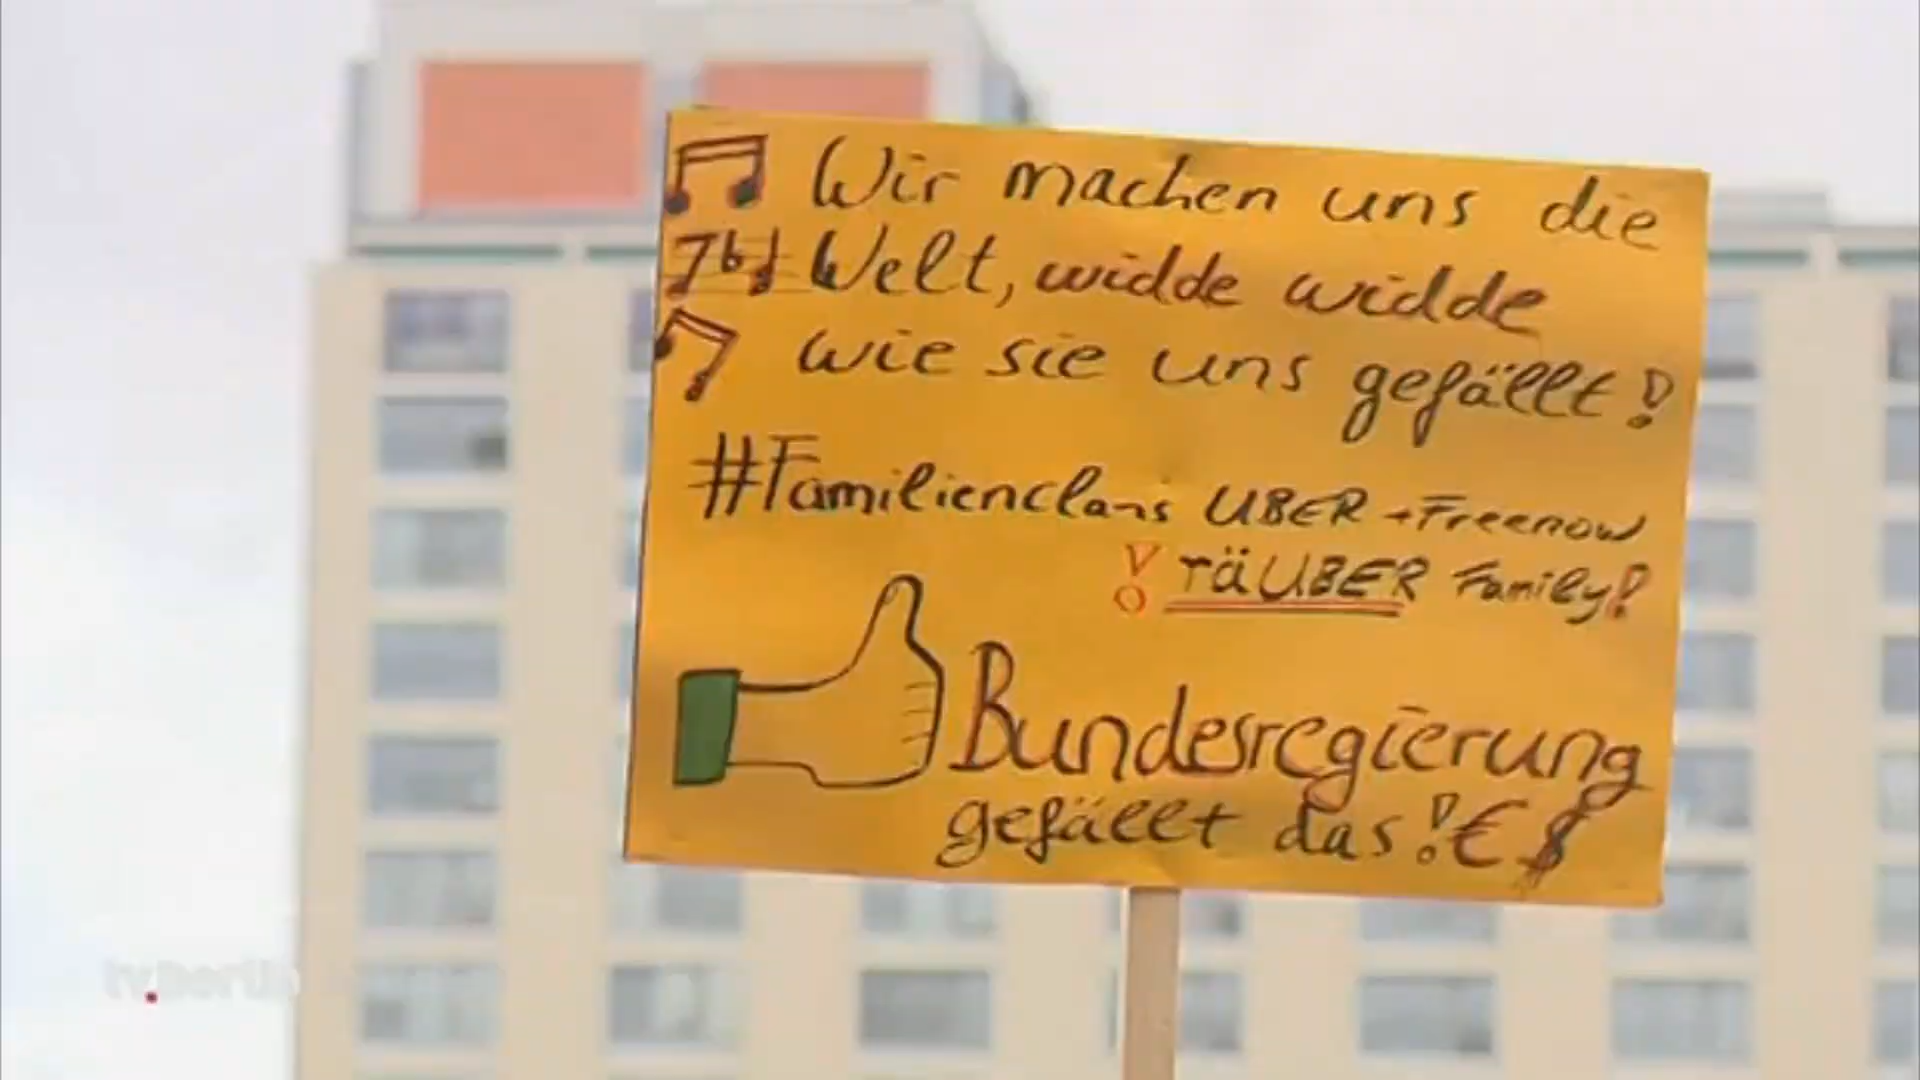 Wir machen uns die
Welt, widde widde
wie sie uns gefällt!
#Familienclans UBER + Freenow
! räUBER Family!
Bundesregierung
gefällt das! € $
tv.Berlin